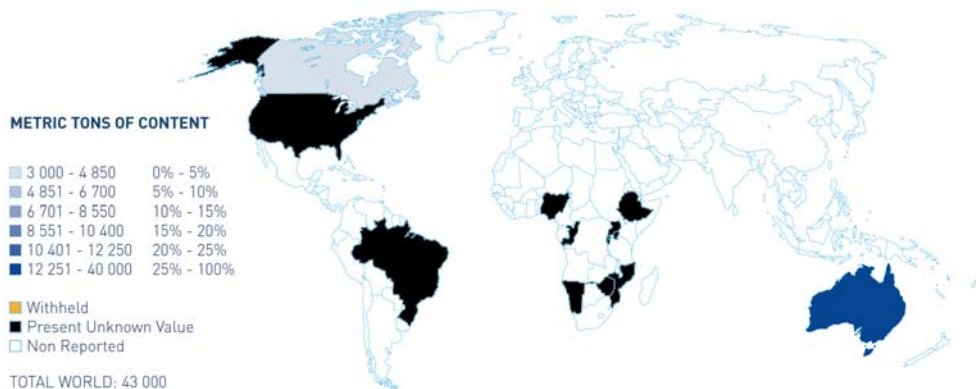 METRIC TONS OF CONTENT
3 000 - 4 850 0% - 5%
4 851 - 6 700 5% - 10%
6 701 - 8 550 10% - 15%
8 551 - 10 400 15% - 20%
10 401 - 12 250 20% - 25%
12 251 - 40 000 25% - 100%
Withheld
Present Unknown Value
Non Reported
TOTAL WORLD: 43 000